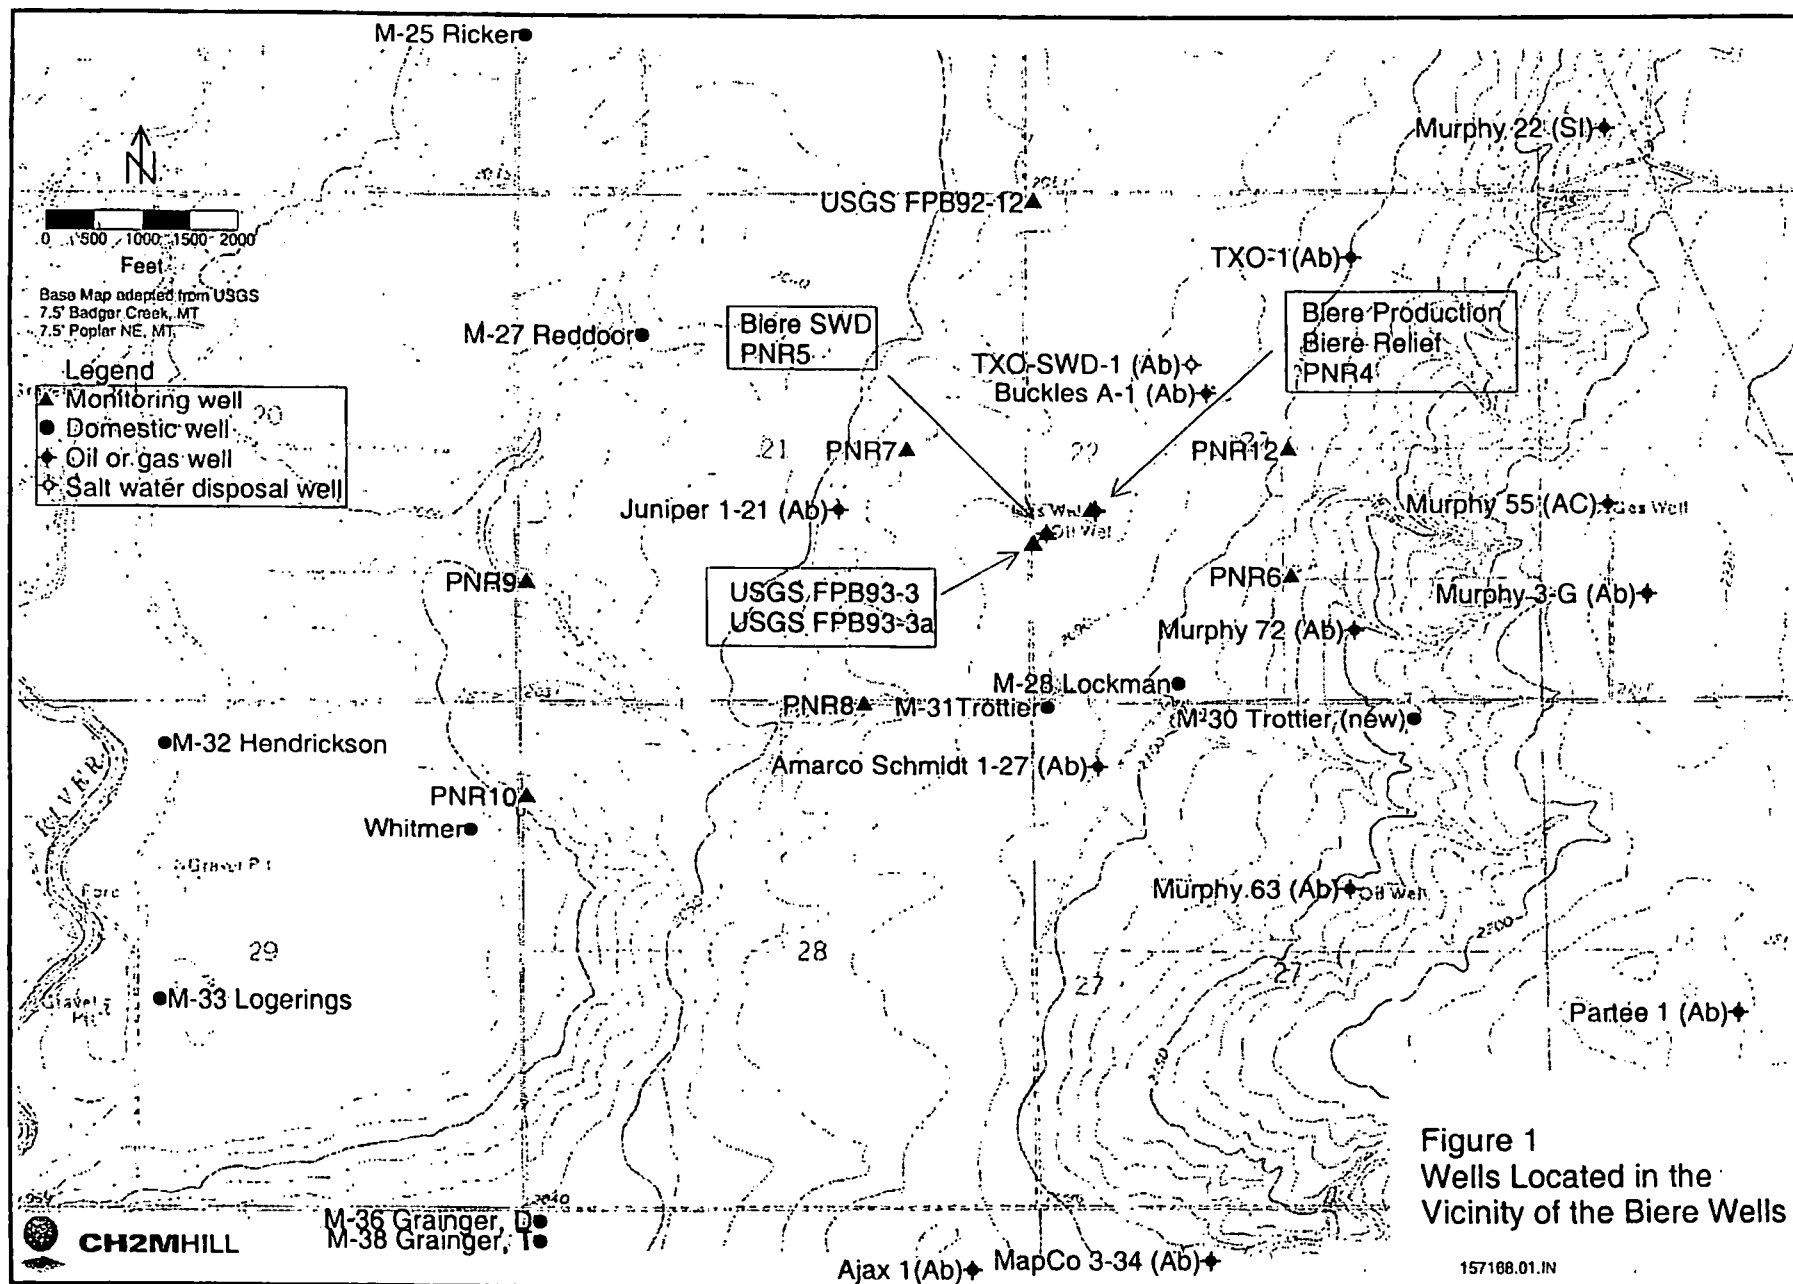 M-25 Ricker
Murphy 22 (SI)
N
USGS FPB92-12
0 500 1000 1500 2000
Feet
TXO-1(Ab)
Base Map adapted from USGS
7.5' Badger Creek, MT
7.5' Poplar NE, MT
M-27 Reddoor
Biere SWD
PNR5
Biere Production
Biere Relief
PNR4
TXO-SWD-1 (Ab)
Buckles A-1 (Ab)
Legend
Monitoring well
Domestic well
Oil or gas well
Salt water disposal well
20
21
22
PNR7
PNR12
Juniper 1-21 (Ab)
Murphy 55 (AC)
Gas Well
Oil Well
PNR9
PNR6
USGS FPB93-3
USGS FPB93-3a
Murphy 3-G (Ab)
Murphy 72 (Ab)
M-28 Lockman
PNR8
M-31Trottier
M-30 Trottier (new)
M-32 Hendrickson
RIVER
Amarco Schmidt 1-27 (Ab)
2100
PNR10
Whitmer
Gravel Pit
Ford
Murphy 63 (Ab)
Oil Well
2200
29
28
27
27
M-33 Logerings
Gravel
Pit
Partee 1 (Ab)
2150
Figure 1
Wells Located in the
Vicinity of the Biere Wells
M-36 Grainger, D
M-38 Grainger, T
CH2MHILL
Ajax 1(Ab)
MapCo 3-34 (Ab)
157168.01.IN